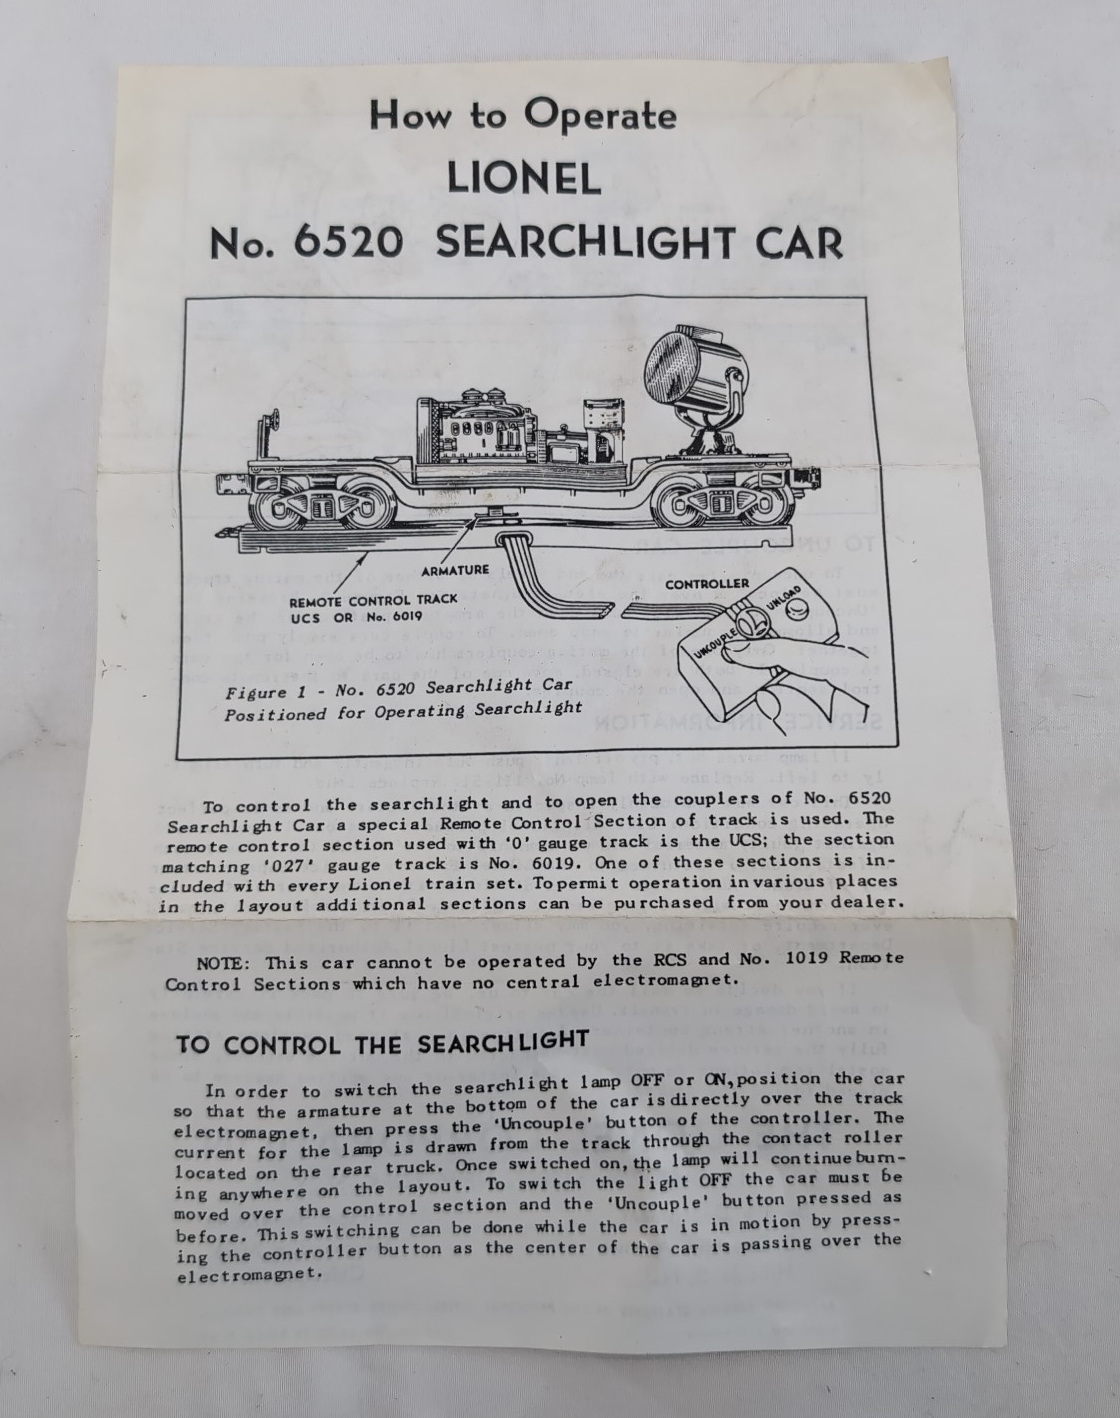 How to Operate
LIONEL
No. 6520 SEARCHLIGHT CAR
ARMATURE
REMOTE CONTROL TRACK
UCS OR No. 6019
CONTROLLER
UNCOUPLE
UNLOAD
Figure 1 - No. 6520 Searchlight Car
Positioned for Operating Searchlight
To control the searchlight and to open the couplers of No. 6520
Searchlight Car a special Remote Control Section of track is used. The
remote control section used with 'O' gauge track is the UCS; the section
matching '027' gauge track is No. 6019. One of these sections is in-
cluded with every Lionel train set. To permit operation in various places
in the layout additional sections can be purchased from your dealer.
NOTE: This car cannot be operated by the RCS and No. 1019 Remote
Control Sections which have no central electromagnet.
TO CONTROL THE SEARCHLIGHT
In order to switch the searchlight lamp OFF or ON, position the car
so that the armature at the bottom of the car is directly over the track
electromagnet, then press the 'Uncouple' button of the controller. The
current for the lamp is drawn from the track through the contact roller
located on the rear truck. Once switched on, the lamp will continue burn-
ing anywhere on the layout. To switch the light OFF the car must be
moved over the control section and the 'Uncouple' button pressed as
before. This switching can be done while the car is in motion by press-
ing the controller button as the center of the car is passing over the
electromagnet.